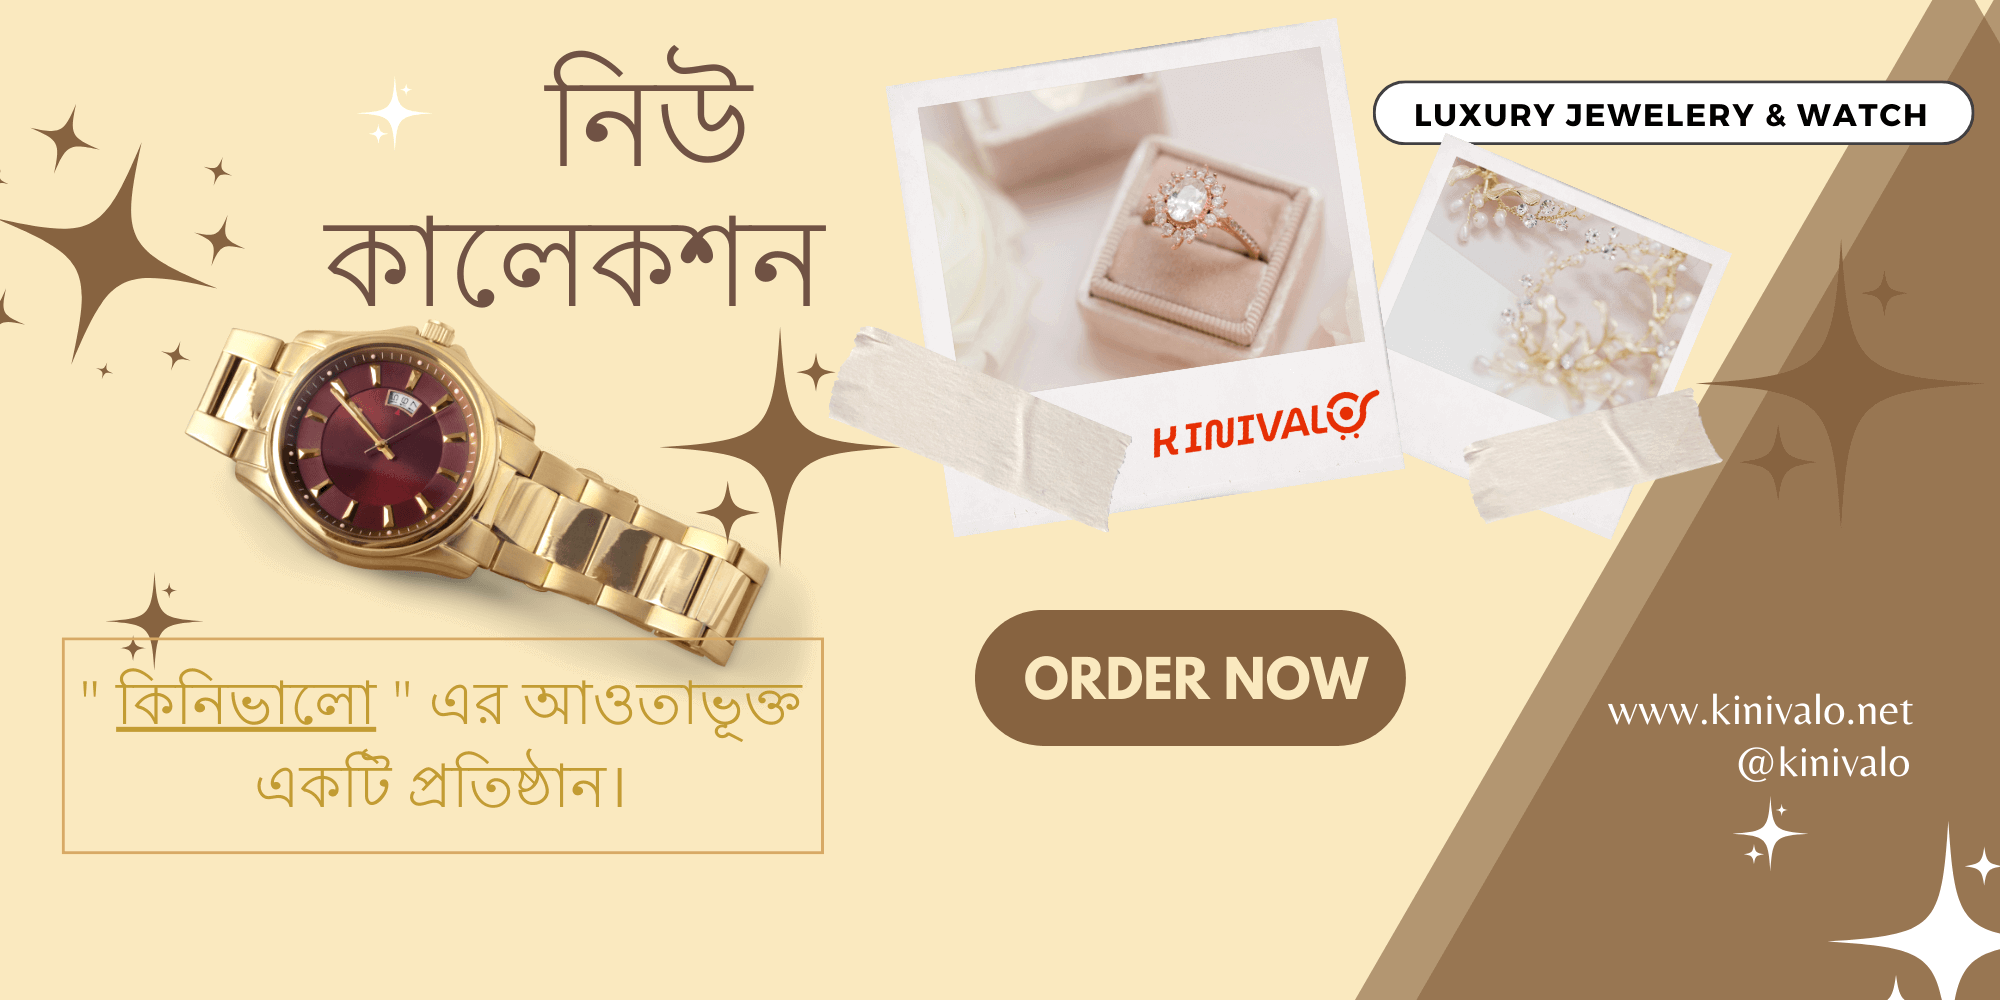 নিউ
কালেকশন
LUXURY JEWELERY & WATCH
KINIVALO
ORDER NOW
" কিনিভালো " এর আওতাভূক্ত
একটি প্রতিষ্ঠান।
www.kinivalo.net
@kinivalo